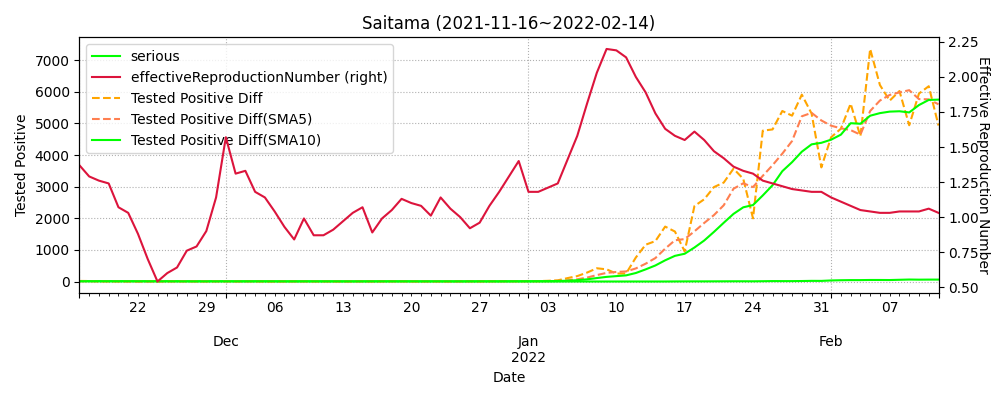 Saitama (2021-11-16~2022-02-14)
serious
effectiveReproductionNumber (right)
Tested Positive Diff
Tested Positive Diff(SMA5)
Tested Positive Diff(SMA10)
Tested Positive
7000
6000
5000
4000
3000
2000
1000
0
2.25
2.00
1.75
1.50
1.25
1.00
0.75
0.50
Effective Reproduction Number
22 29 06 13 20 27 03 10 17 24 31 07
Dec Jan Feb
2022
Date